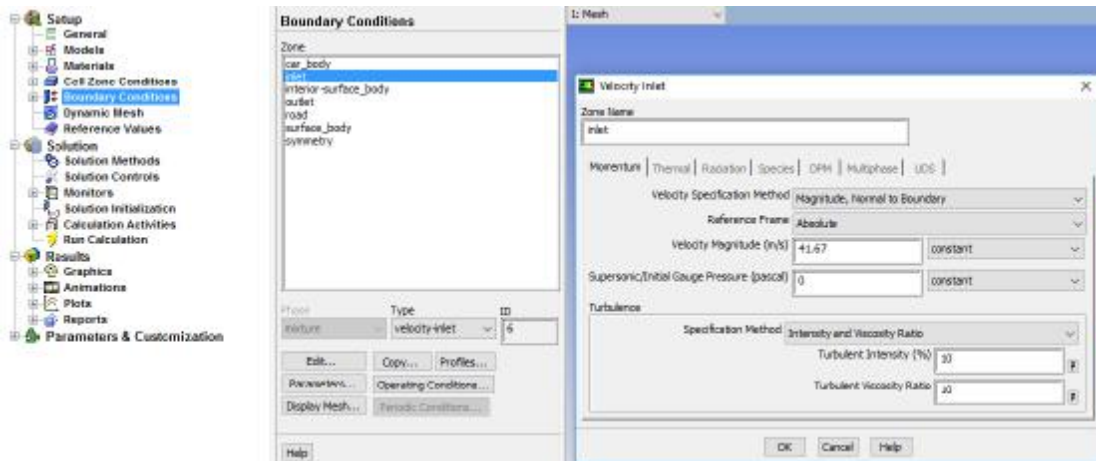 Setup
General
Models
Materials
Cell Zone Conditions
Boundary Conditions
Dynamic Mesh
Reference Values
Solution
Solution Methods
Solution Controls
Monitors
Solution Initialization
Calculation Activities
Run Calculation
Results
Graphics
Animations
Plots
Reports
Parameters & Customization
Boundary Conditions
Zone
car_body
inlet
interior-surface_body
outlet
road
surface_body
symmetry
Phase Type ID
mixture velocity-inlet 6
Edit... Copy... Profiles...
Parameters... Operating Conditions...
Display Mesh... Periodic Conditions...
Help
1: Mesh
Velocity Inlet
Zone Name
inlet
Momentum Thermal Radiation Species DPM Multiphase UDS
Velocity Specification Method Magnitude, Normal to Boundary
Reference Frame Absolute
Velocity Magnitude (m/s) 41.67 constant
Supersonic/Initial Gauge Pressure (pascal) 0 constant
Turbulence
Specification Method Intensity and Viscosity Ratio
Turbulent Intensity (%) 10 P
Turbulent Viscosity Ratio 10 P
OK Cancel Help